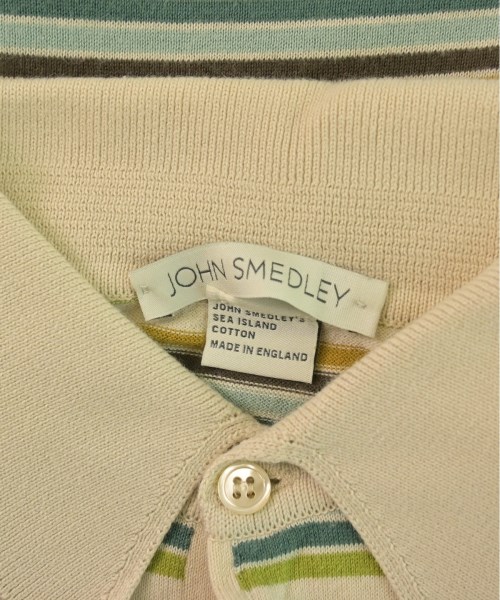 JOHN SMEDLEY
JOHN SMEDLEY'S
SEA ISLAND
COTTON
MADE IN ENGLAND